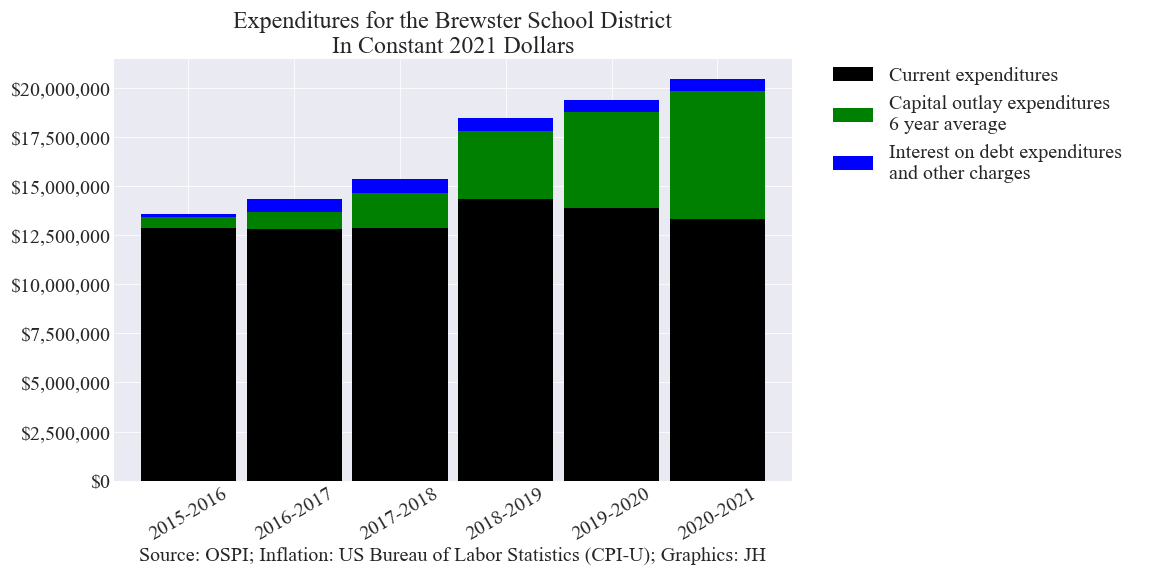 Expenditures for the Brewster School District
In Constant 2021 Dollars
$20,000,000
$17,500,000
$15,000,000
$12,500,000
$10,000,000
$7,500,000
$5,000,000
$2,500,000
$0
2015-2016
2016-2017
2017-2018
2018-2019
2019-2020
2020-2021
Source: OSPI; Inflation: US Bureau of Labor Statistics (CPI-U); Graphics: JH
Current expenditures
Capital outlay expenditures
6 year average
Interest on debt expenditures
and other charges